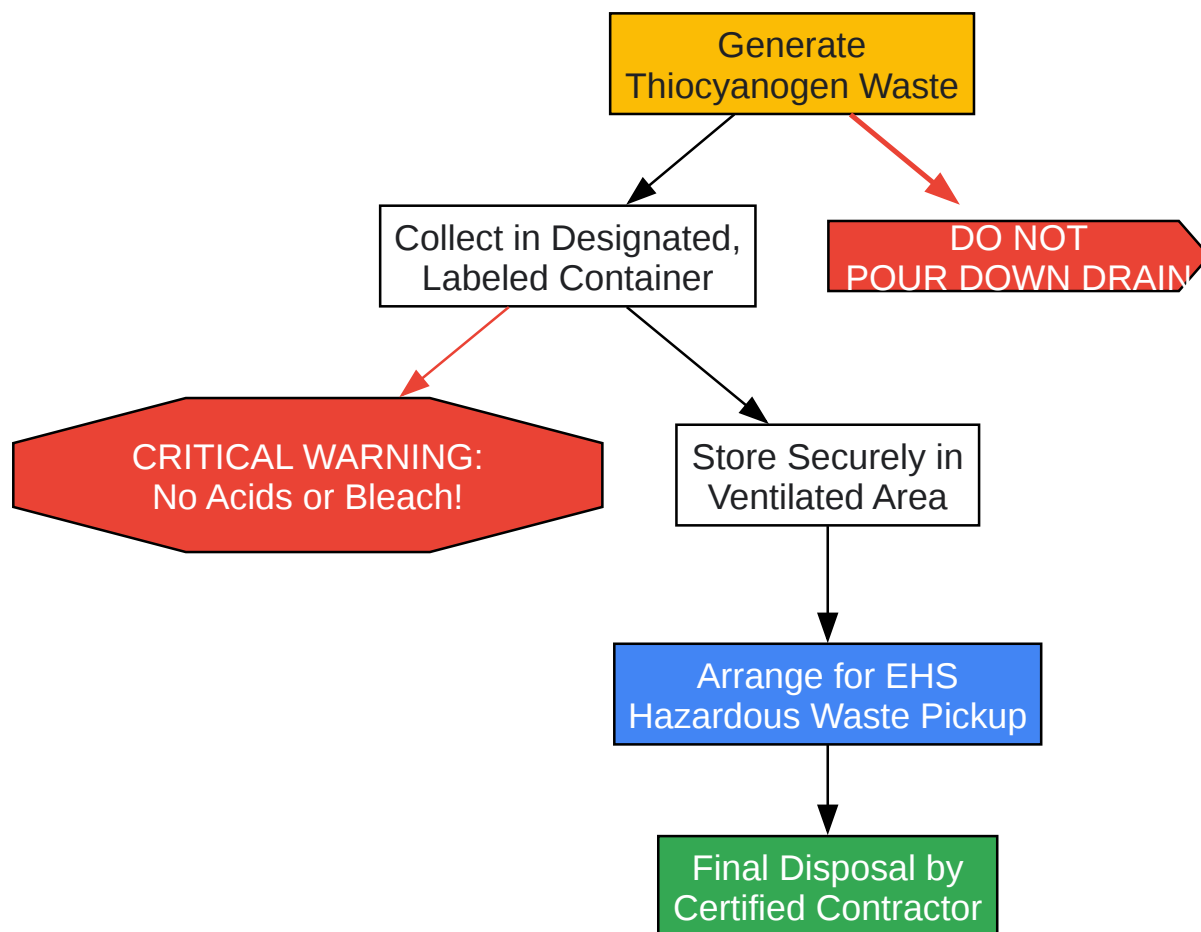 Generate
Thiocyanogen Waste
Collect in Designated,
Labeled Container
DO NOT
POUR DOWN DRAIN
CRITICAL WARNING:
No Acids or Bleach!
Store Securely in
Ventilated Area
Arrange for EHS
Hazardous Waste Pickup
Final Disposal by
Certified Contractor